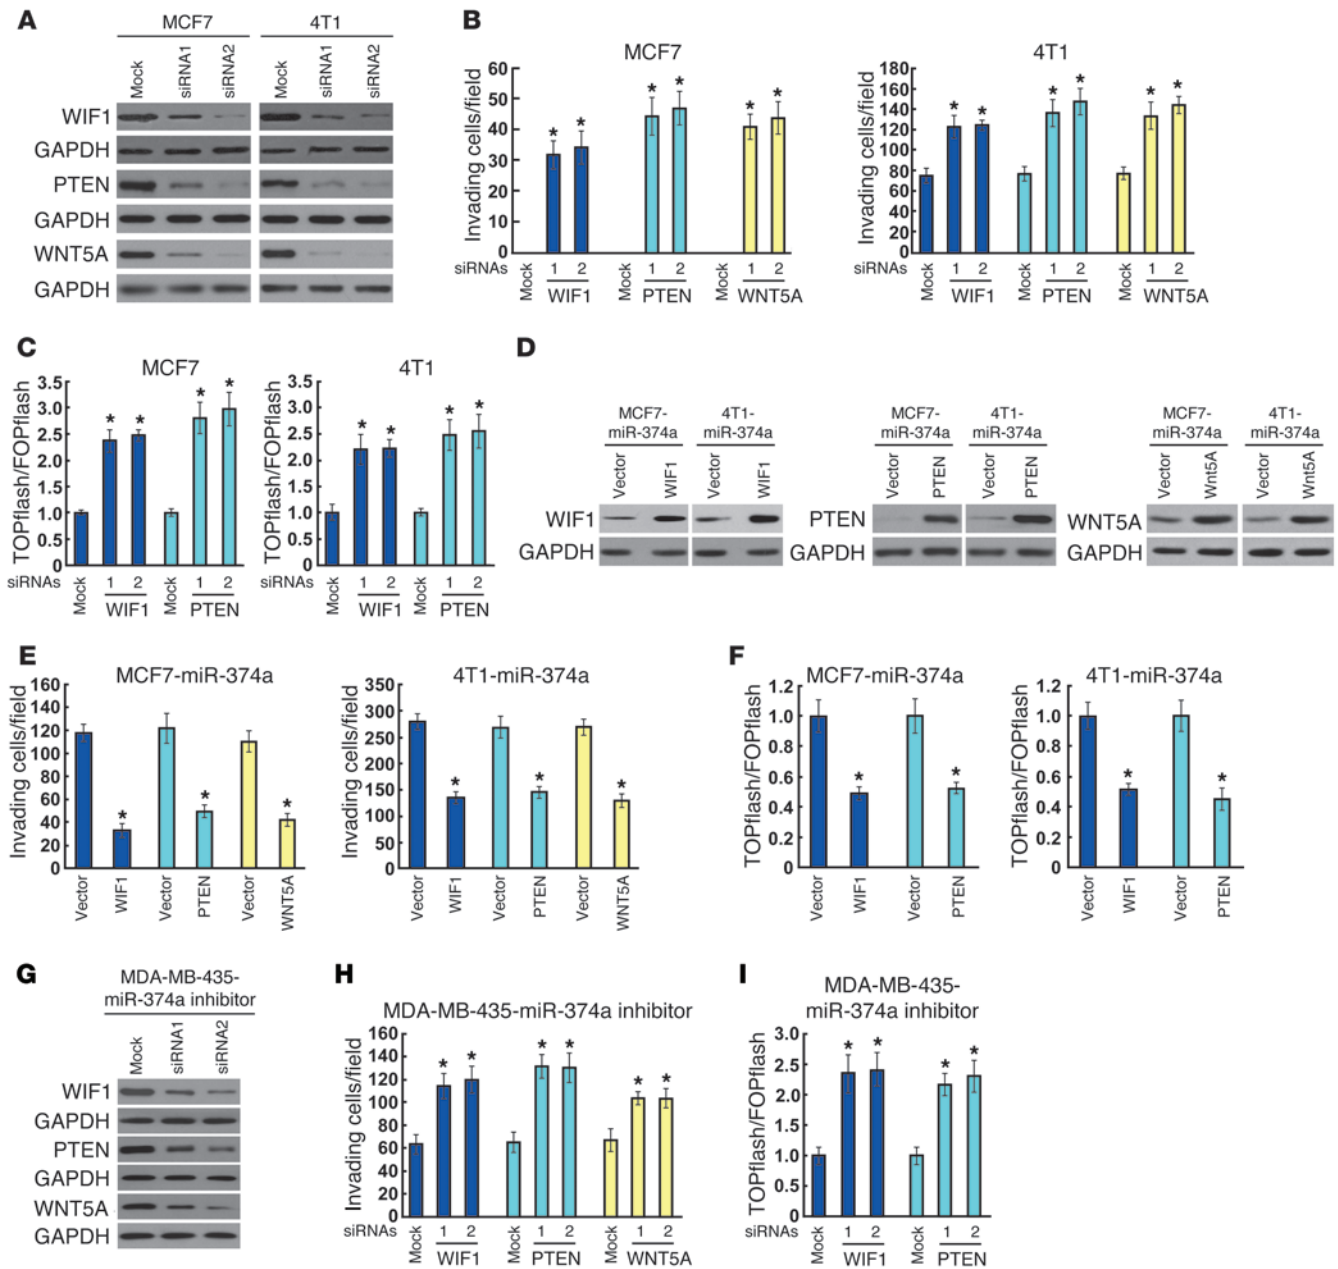 A
MCF7
4T1
Mock
siRNA1
siRNA2
Mock
siRNA1
siRNA2
WIF1
GAPDH
PTEN
GAPDH
WNT5A
GAPDH
B
MCF7
Invading cells/field
60
50
40
30
20
10
0
* * * * * *
siRNAs
Mock 1 2 Mock 1 2 Mock 1 2
WIF1 PTEN WNT5A
4T1
Invading cells/field
180
160
140
120
100
80
60
40
20
0
* * * * * *
siRNAs
Mock 1 2 Mock 1 2 Mock 1 2
WIF1 PTEN WNT5A
C
MCF7
TOPflash/FOPflash
3.5
3.0
2.5
2.0
1.5
1.0
0.5
0
* * * *
siRNAs
Mock 1 2 Mock 1 2
WIF1 PTEN
4T1
TOPflash/FOPflash
3.5
3.0
2.5
2.0
1.5
1.0
0.5
0
* * * *
Mock 1 2 Mock 1 2
WIF1 PTEN
D
MCF7-
miR-374a
4T1-
miR-374a
Vector
WIF1
Vector
WIF1
WIF1
GAPDH
MCF7-
miR-374a
4T1-
miR-374a
Vector
PTEN
Vector
PTEN
PTEN
GAPDH
MCF7-
miR-374a
4T1-
miR-374a
Vector
Wnt5A
Vector
Wnt5A
WNT5A
GAPDH
E
MCF7-miR-374a
Invading cells/field
160
140
120
100
80
60
40
20
0
* * *
Vector WIF1 Vector PTEN Vector WNT5A
4T1-miR-374a
Invading cells/field
350
300
250
200
150
100
50
0
* * *
Vector WIF1 Vector PTEN Vector WNT5A
F
MCF7-miR-374a
TOPflash/FOPflash
1.2
1.0
0.8
0.6
0.4
0.2
0
* *
Vector WIF1 Vector PTEN
4T1-miR-374a
TOPflash/FOPflash
1.2
1.0
0.8
0.6
0.4
0.2
0
* *
Vector WIF1 Vector PTEN
G
MDA-MB-435-
miR-374a inhibitor
Mock
siRNA1
siRNA2
WIF1
GAPDH
PTEN
GAPDH
WNT5A
GAPDH
H
MDA-MB-435-miR-374a inhibitor
Invading cells/field
160
140
120
100
80
60
40
20
0
* * * * * *
siRNAs
Mock 1 2 Mock 1 2 Mock 1 2
WIF1 PTEN WNT5A
I
MDA-MB-435-
miR-374a inhibitor
TOPflash/FOPflash
3.0
2.5
2.0
1.5
1.0
0.5
0
* * * *
siRNAs
Mock 1 2 Mock 1 2
WIF1 PTEN